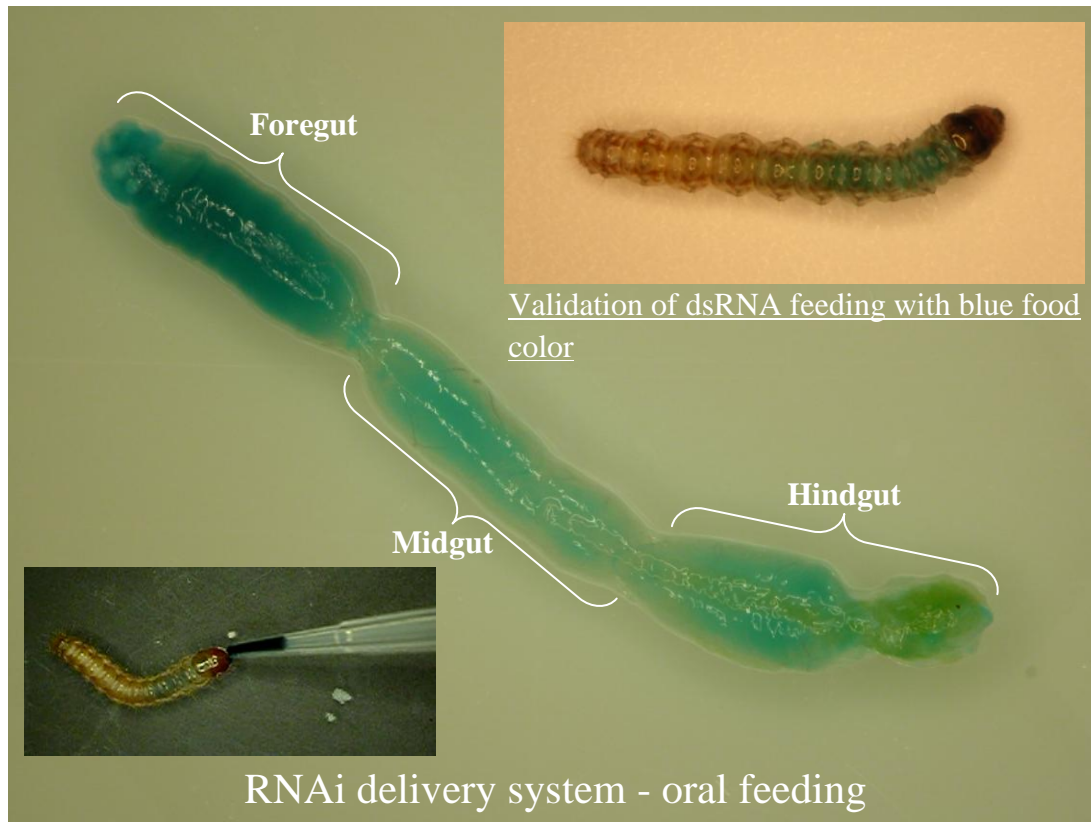 Foregut
Validation of dsRNA feeding with blue food
color
Hindgut
Midgut
RNAi delivery system - oral feeding